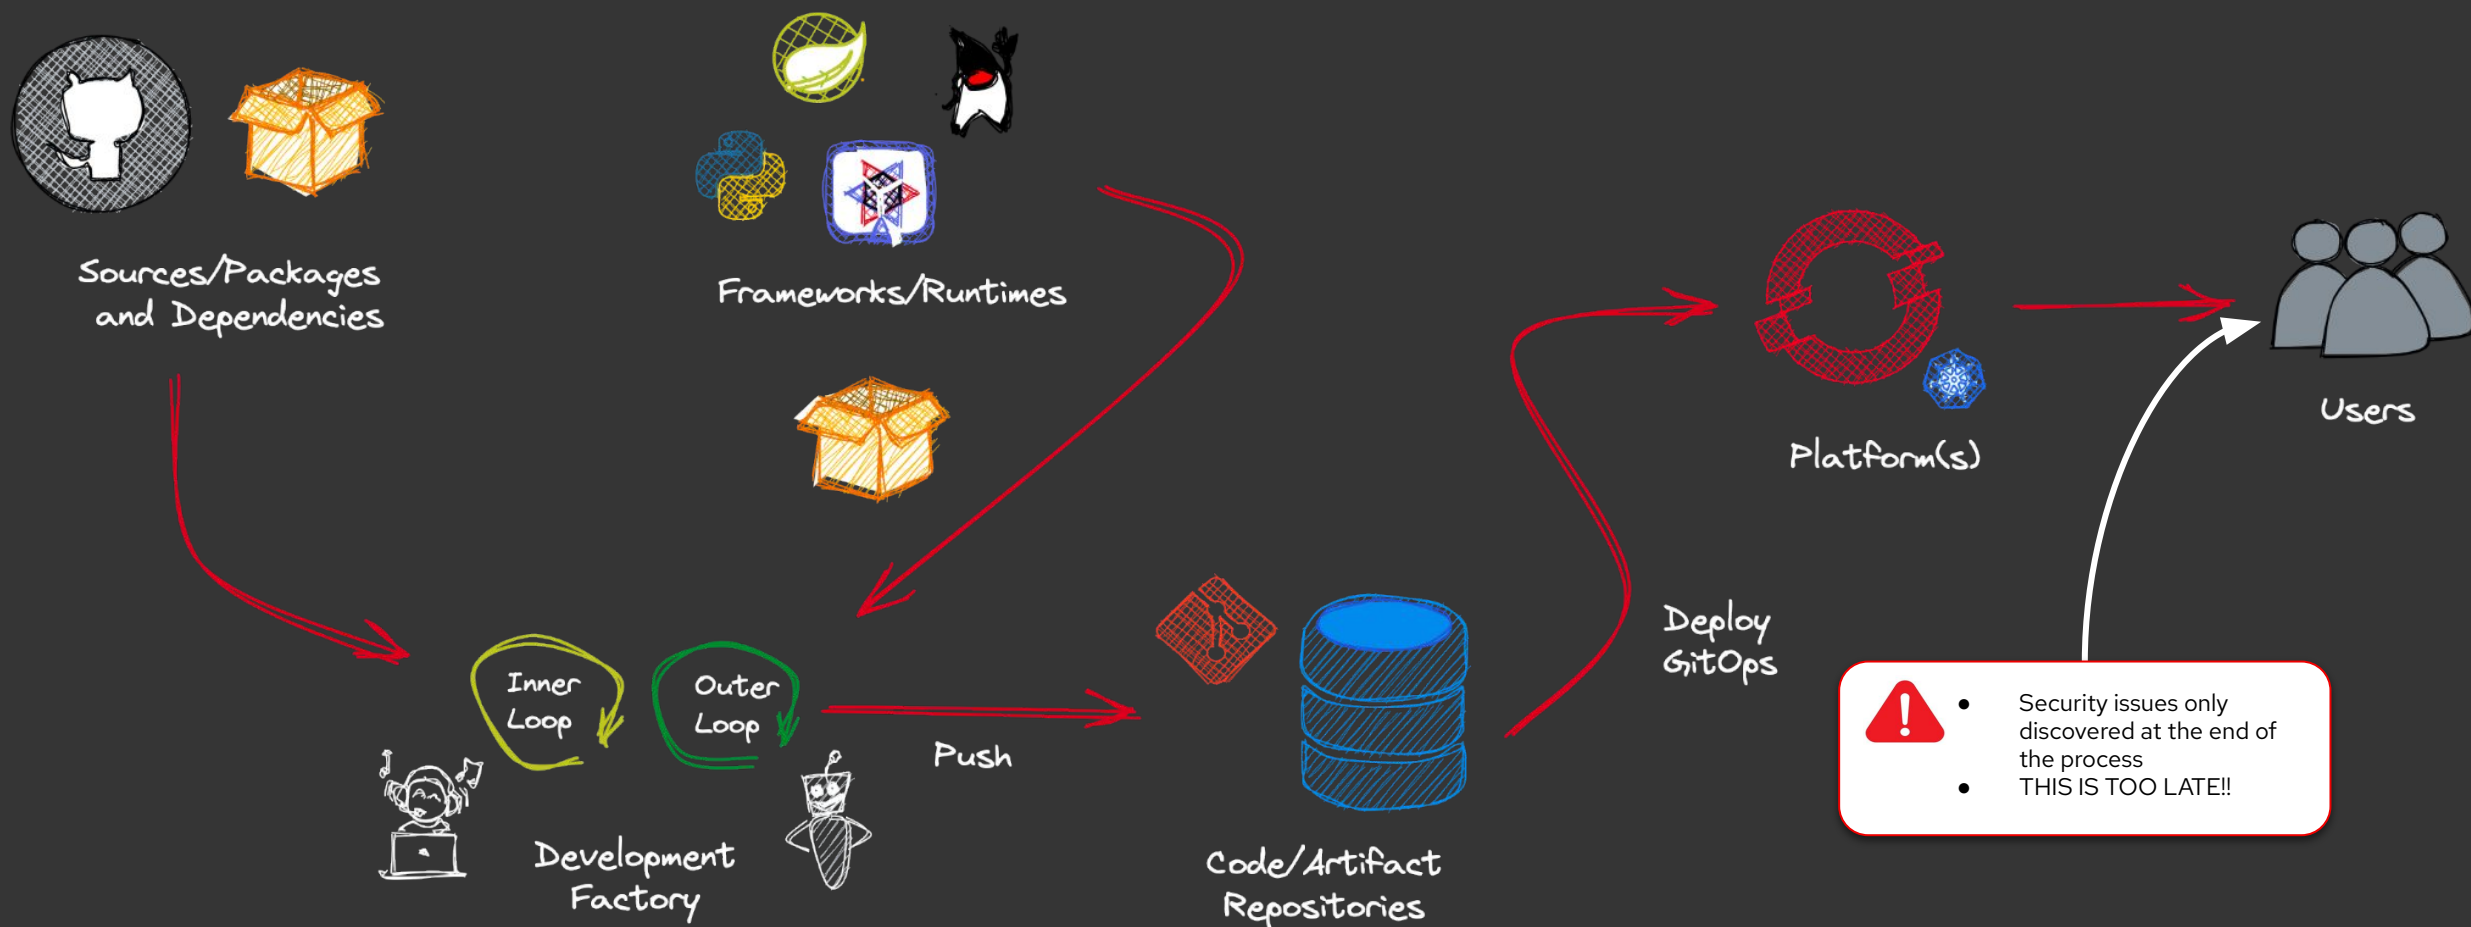 Sources/Packages
and Dependencies
Frameworks/Runtimes
Inner
Loop
Outer
Loop
Development
Factory
Push
Code/Artifact
Repositories
Deploy
GitOps
Platform(s)
Users
● Security issues only
discovered at the end of
the process
● THIS IS TOO LATE!!